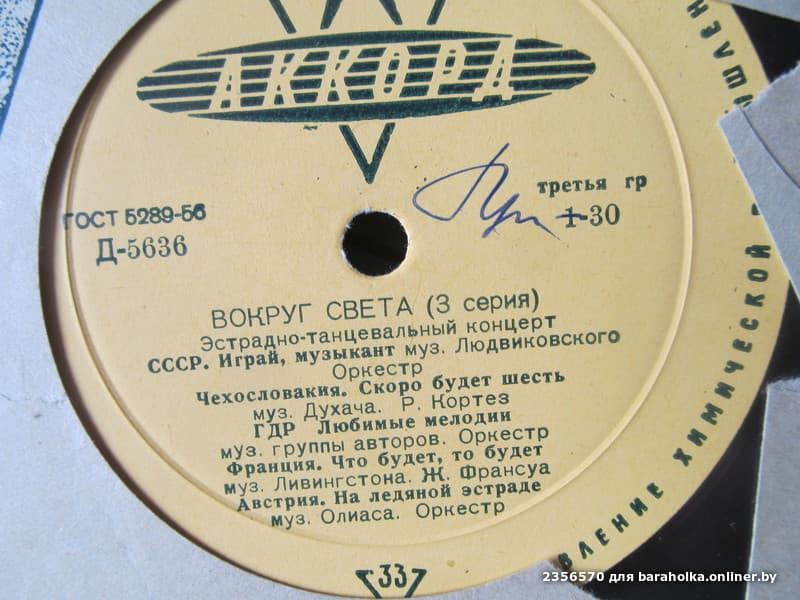 АККОРД
ГОСТ 5289-56
Д-5636
третья гр
1-30
ВОКРУГ СВЕТА (3 серия)
Эстрадно-танцевальный концерт
СССР. Играй, музыкант муз. Людвиковского
Оркестр
Чехословакия. Скоро будет шесть
муз. Духача. Р. Кортез
ГДР Любимые мелодии
муз. группы авторов. Оркестр
Франция. Что будет, то будет
муз. Ливингстона. Ж. Франсуа
Австрия. На ледяной эстраде
муз. Олиаса. Оркестр
33
ВЛЕНИЕ ХИМИЧЕСКОЙ
ШЛЕН
2356570 для baraholka.onliner.by